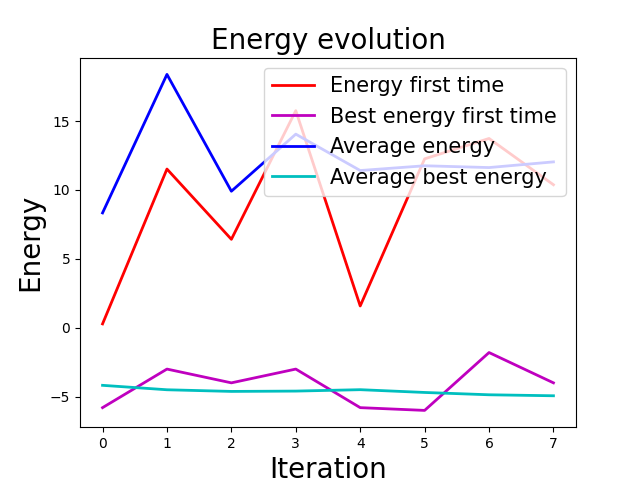 Energy evolution
Energy first time
Best energy first time
Average energy
Average best energy
15
10
5
0
−5
Energy
0 1 2 3 4 5 6 7
Iteration